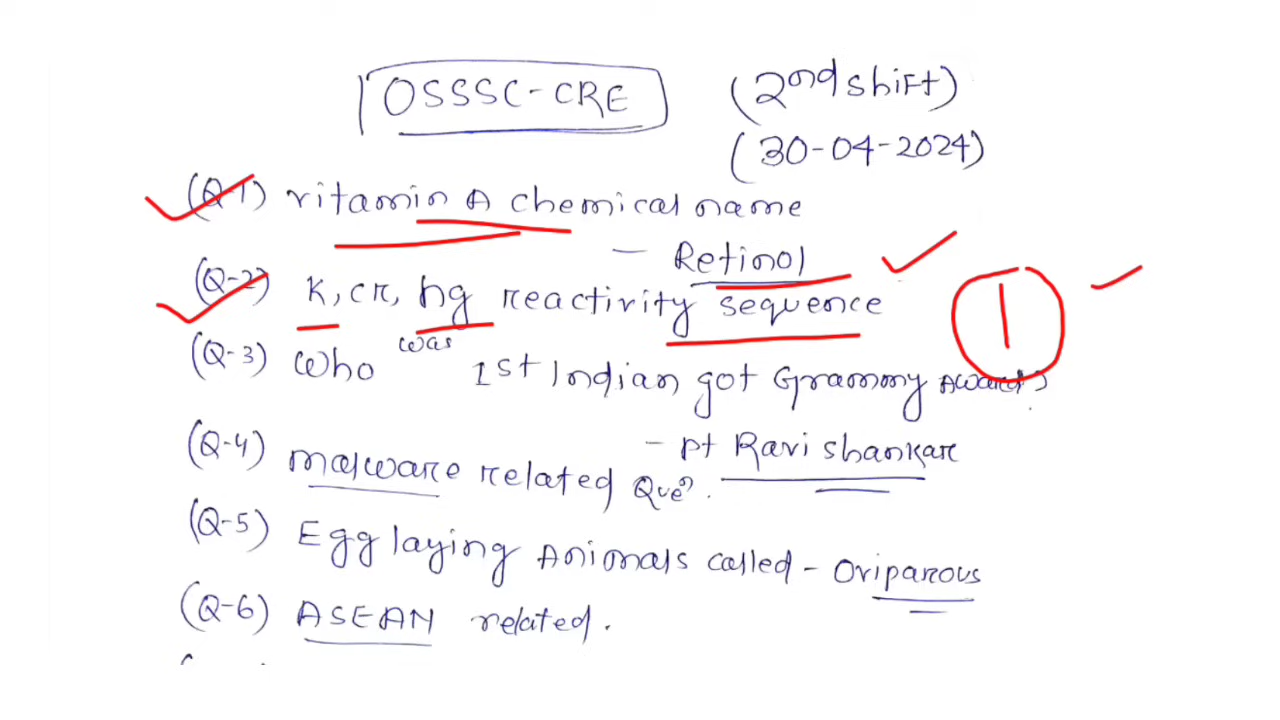 OSSSC-CRE (2nd shift)
(30-04-2024)
(Q-1) vitamin A chemical name
- Retinol
(Q-2) K, cr, hg reactivity sequence
1
(Q-3) Who was 1st Indian got Grammy Award?
- pt Ravi shankar
(Q-4) malware related Que?.
(Q-5) Egg laying Animals called - Oviparous
(Q-6) ASEAN related.